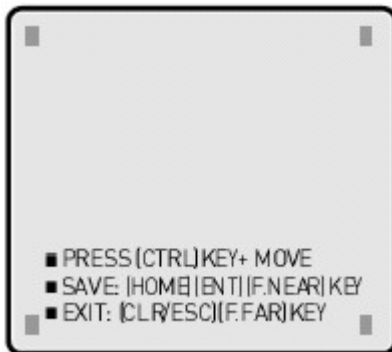 ■ PRESS [CTRL] KEY+ MOVE
■ SAVE: [HOME][ENT][F.NEAR] KEY
■ EXIT: [CLR/ESC][F.FAR] KEY